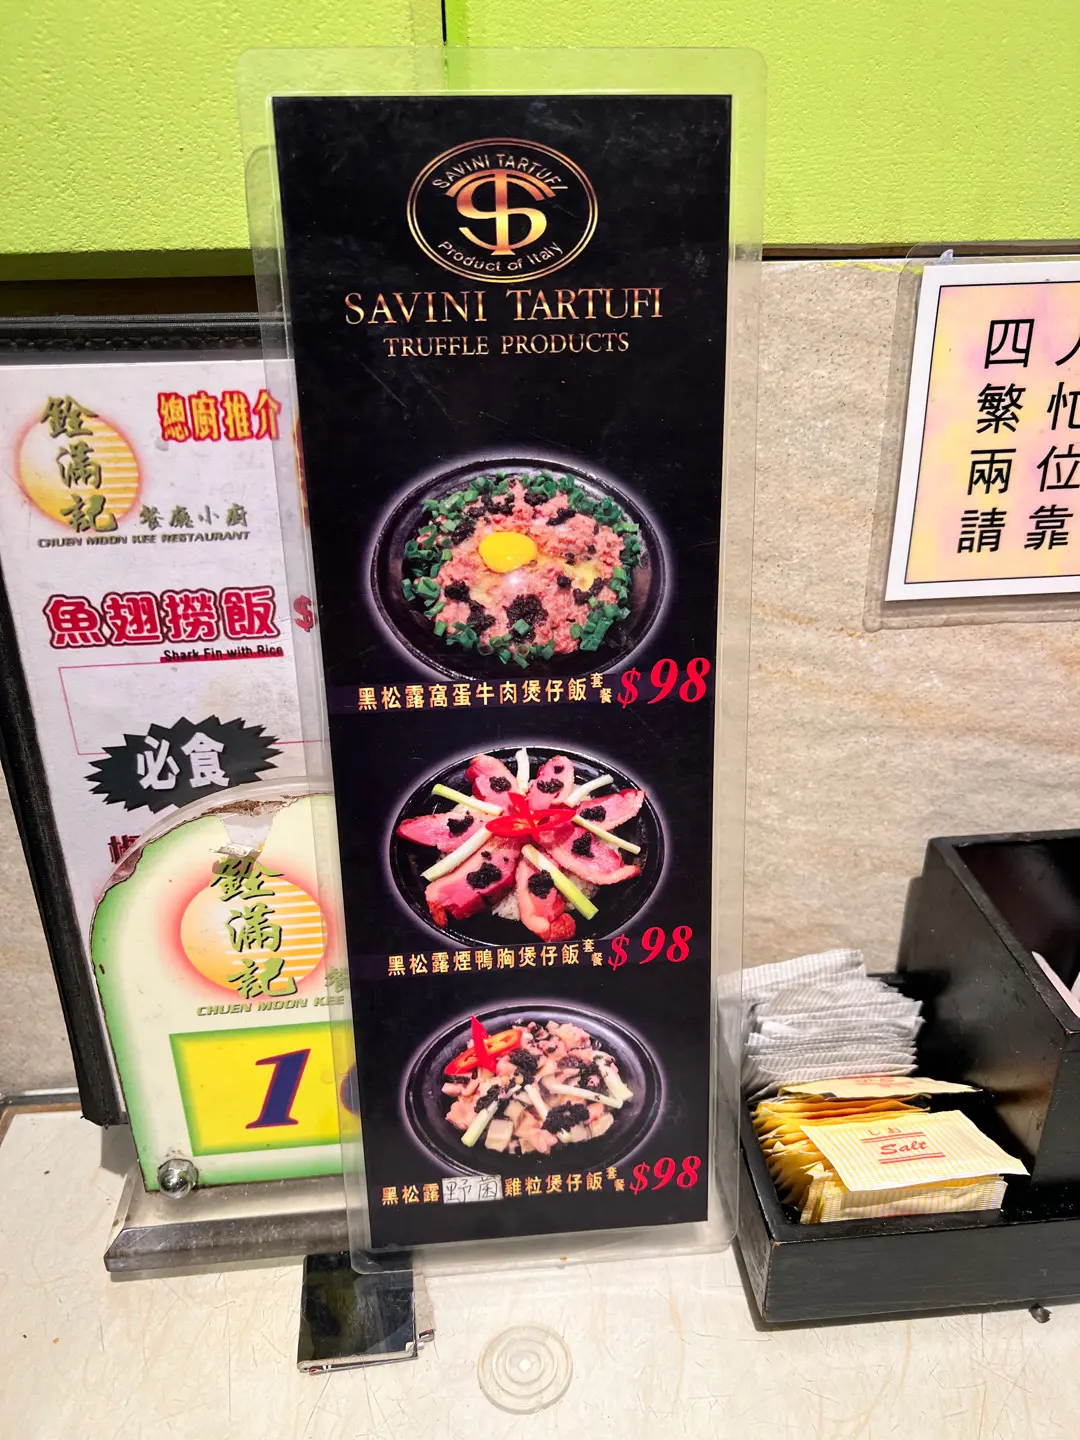 SAVINI TARTUFI
TS
Product of Italy
SAVINI TARTUFI
TRUFFLE PRODUCTS
黑松露窩蛋牛肉煲仔飯套餐 $98
黑松露煙鴨胸煲仔飯套餐 $98
黑松露野菌雞粒煲仔飯套餐 $98
銓滿記
餐廳小廚
CHUEN MOON KEE RESTAURANT
總廚推介
魚翅撈飯 $
Shark Fin with Rice
必食
銓滿記
CHUEN MOON KEE
1
四
繁忙
兩位
請靠
Salt